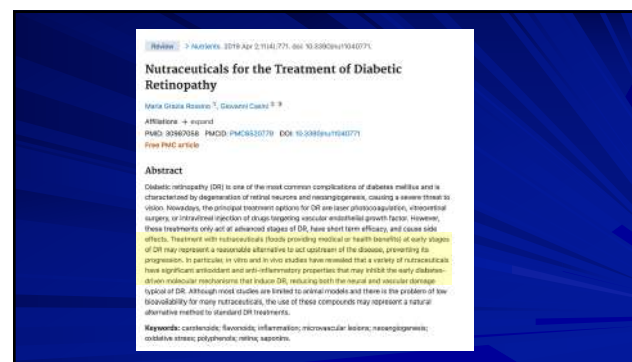 Review > Nutrients. 2019 Apr 2;11(4):771. doi: 10.3390/nu11040771.
Nutraceuticals for the Treatment of Diabetic
Retinopathy
Maria Grazia Rossino 1, Giovanni Casini 2 3
Affiliations + expand
PMID: 30987058 PMCID: PMC6520779 DOI: 10.3390/nu11040771
Free PMC article
Abstract
Diabetic retinopathy (DR) is one of the most common complications of diabetes mellitus and is
characterized by degeneration of retinal neurons and neoangiogenesis, causing a severe threat to
vision. Nowadays, the principal treatment options for DR are laser photocoagulation, vitreoretinal
surgery, or intravitreal injection of drugs targeting vascular endothelial growth factor. However,
these treatments only act at advanced stages of DR, have short term efficacy, and cause side
effects. Treatment with nutraceuticals (foods providing medical or health benefits) at early stages
of DR may represent a reasonable alternative to act upstream of the disease, preventing its
progression. In particular, in vitro and in vivo studies have revealed that a variety of nutraceuticals
have significant antioxidant and anti-inflammatory properties that may inhibit the early diabetes-
driven molecular mechanisms that induce DR, reducing both the neural and vascular damage
typical of DR. Although most studies are limited to animal models and there is the problem of low
bioavailability for many nutraceuticals, the use of these compounds may represent a natural
alternative method to standard DR treatments.
Keywords: carotenoids; flavonoids; inflammation; microvascular lesions; neoangiogenesis;
oxidative stress; polyphenols; retina; saponins.